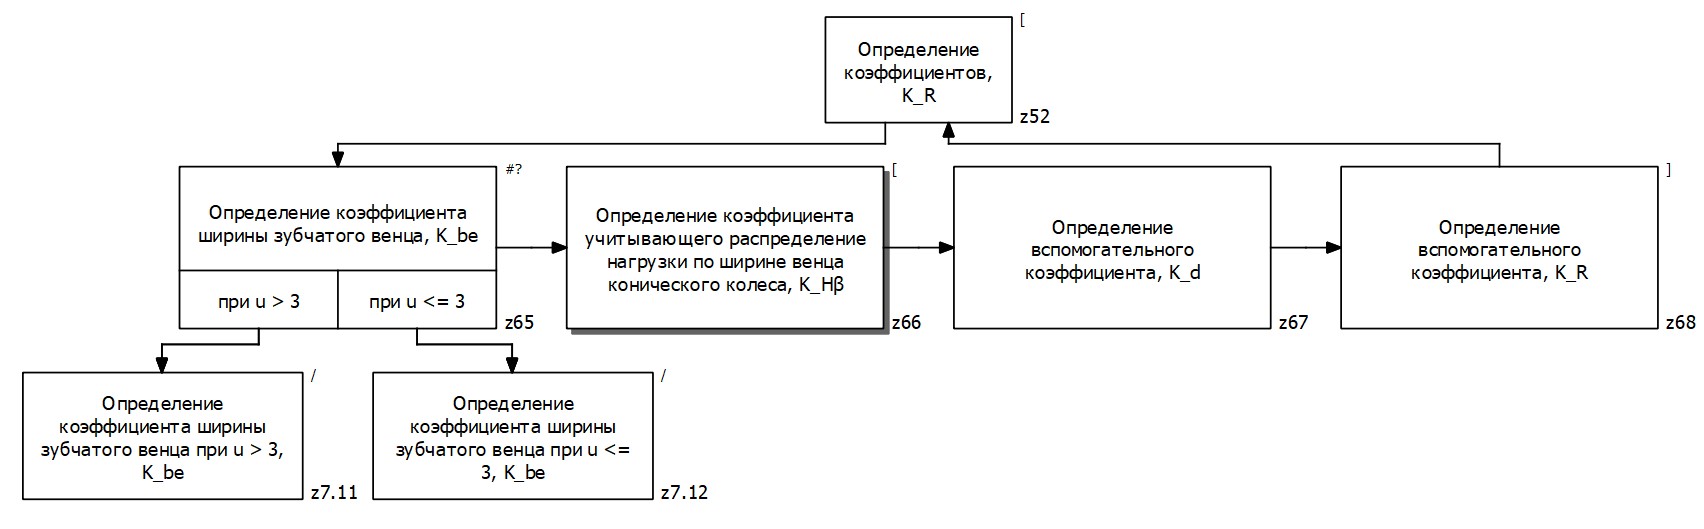 [
Определение
коэффициентов,
K_R
z52
#?
Определение коэффициента
ширины зубчатого венца, K_be
при u > 3
при u <= 3
z65
[
Определение коэффициента
учитывающего распределение
нагрузки по ширине венца
конического колеса, K_Hβ
z66
Определение
вспомогательного
коэффициента, K_d
z67
]
Определение
вспомогательного
коэффициента, K_R
z68
/
Определение
коэффициента ширины
зубчатого венца при u > 3,
K_be
z7.11
/
Определение
коэффициента ширины
зубчатого венца при u <=
3, K_be
z7.12